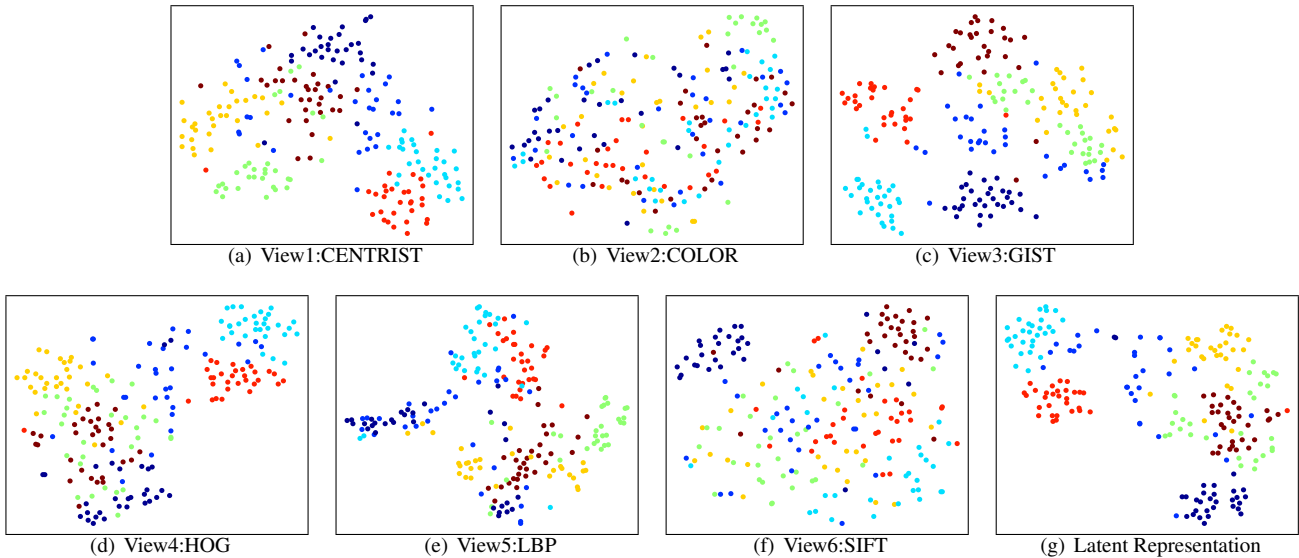 (a) View1:CENTRIST
(b) View2:COLOR
(c) View3:GIST
(d) View4:HOG
(e) View5:LBP
(f) View6:SIFT
(g) Latent Representation